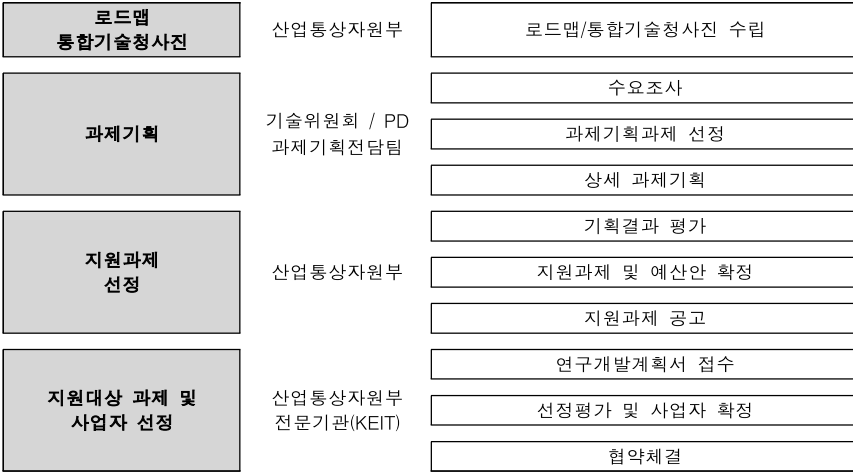 로드맵
통합기술청사진
산업통상자원부
로드맵/통합기술청사진 수립
과제기획
기술위원회 / PD
과제기획전담팀
수요조사
과제기획과제 선정
상세 과제기획
지원과제
선정
산업통상자원부
기획결과 평가
지원과제 및 예산안 확정
지원과제 공고
지원대상 과제 및
사업자 선정
산업통상자원부
전문기관(KEIT)
연구개발계획서 접수
선정평가 및 사업자 확정
협약체결